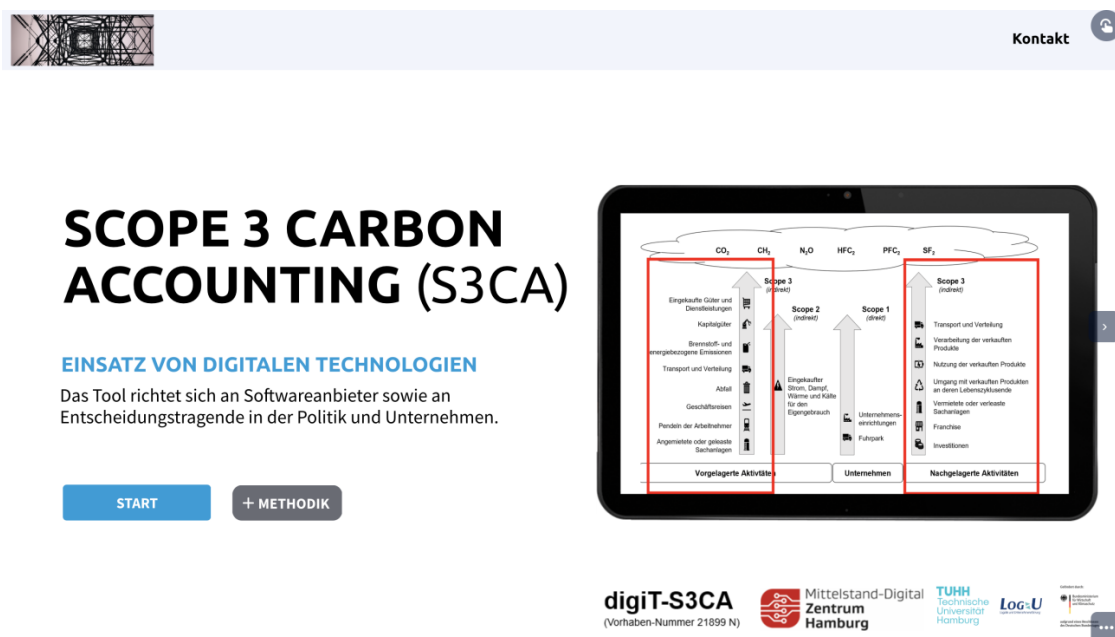 Kontakt
SCOPE 3 CARBON
ACCOUNTING (S3CA)
EINSATZ VON DIGITALEN TECHNOLOGIEN
Das Tool richtet sich an Softwareanbieter sowie an
Entscheidungstragende in der Politik und Unternehmen.
START
+ METHODIK
CO₂ CH₂ N₂O HFC₂ PFC₂ SF₂
Scope 3
(indirekt)
Eingekaufte Güter und
Dienstleistungen
Kapitalgüter
Brennstoff- und
energiebezogene Emissionen
Transport und Verteilung
Abfall
Geschäftsreisen
Pendeln der Arbeitnehmer
Angemietete oder geleaste
Sachanlagen
Scope 2
(indirekt)
Eingekaufter
Strom, Dampf,
Wärme und Kälte
für den
Eigengebrauch
Scope 1
(direkt)
Unternehmens-
einrichtungen
Fuhrpark
Scope 3
(indirekt)
Transport und Verteilung
Verarbeitung der verkauften
Produkte
Nutzung der verkauften Produkte
Umgang mit verkauften Produkten
an deren Lebenszyklusende
Vermietete oder verleaste
Sachanlagen
Franchise
Investitionen
Vorgelagerte Aktivitäten
Unternehmen
Nachgelagerte Aktivitäten
digiT-S3CA
(Vorhaben-Nummer 21899 N)
Mittelstand-Digital
Zentrum
Hamburg
TUHH
Technische
Universität
Hamburg
LogU